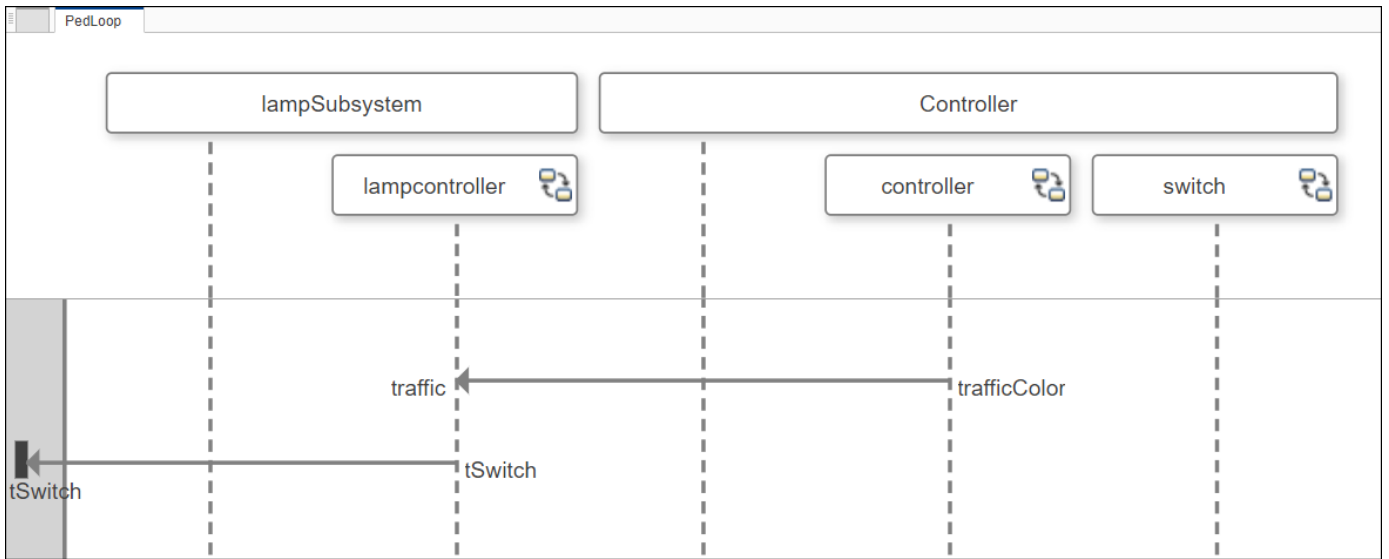 PedLoop
lampSubsystem
Controller
lampcontroller
controller
switch
traffic
trafficColor
tSwitch
tSwitch